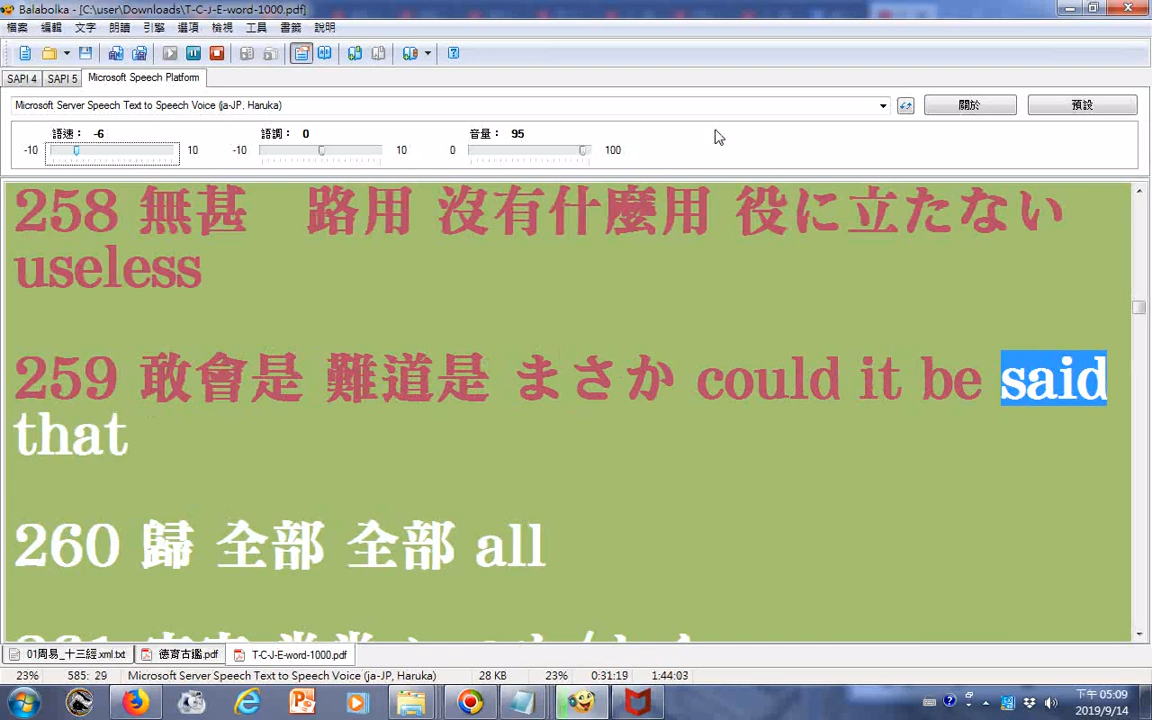 Balabolka - [C:\user\Downloads\T-C-J-E-word-1000.pdf]
檔案 編輯 文字 朗讀 引擎 選項 檢視 工具 書籤 說明
SAPI 4 SAPI 5 Microsoft Speech Platform
Microsoft Server Speech Text to Speech Voice (ja-JP, Haruka) 關於 預設
語速： -6 語調： 0 音量： 95
-10 10 -10 10 0 100
258 無甚　路用 沒有什麼用 役に立たない
useless
259 敢會是 難道是 まさか could it be said
that
260 歸 全部 全部 all
01周易_十三經.xml.txt 德育古鑑.pdf T-C-J-E-word-1000.pdf
23% 585: 29 Microsoft Server Speech Text to Speech Voice (ja-JP, Haruka) 28 KB 23% 0:31:19 1:44:03
下午 05:09
2019/9/14